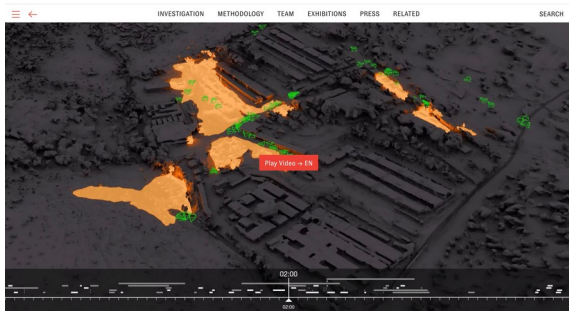 INVESTIGATION METHODOLOGY TEAM EXHIBITIONS PRESS RELATED SEARCH
Play Video → EN
02:00
02:00